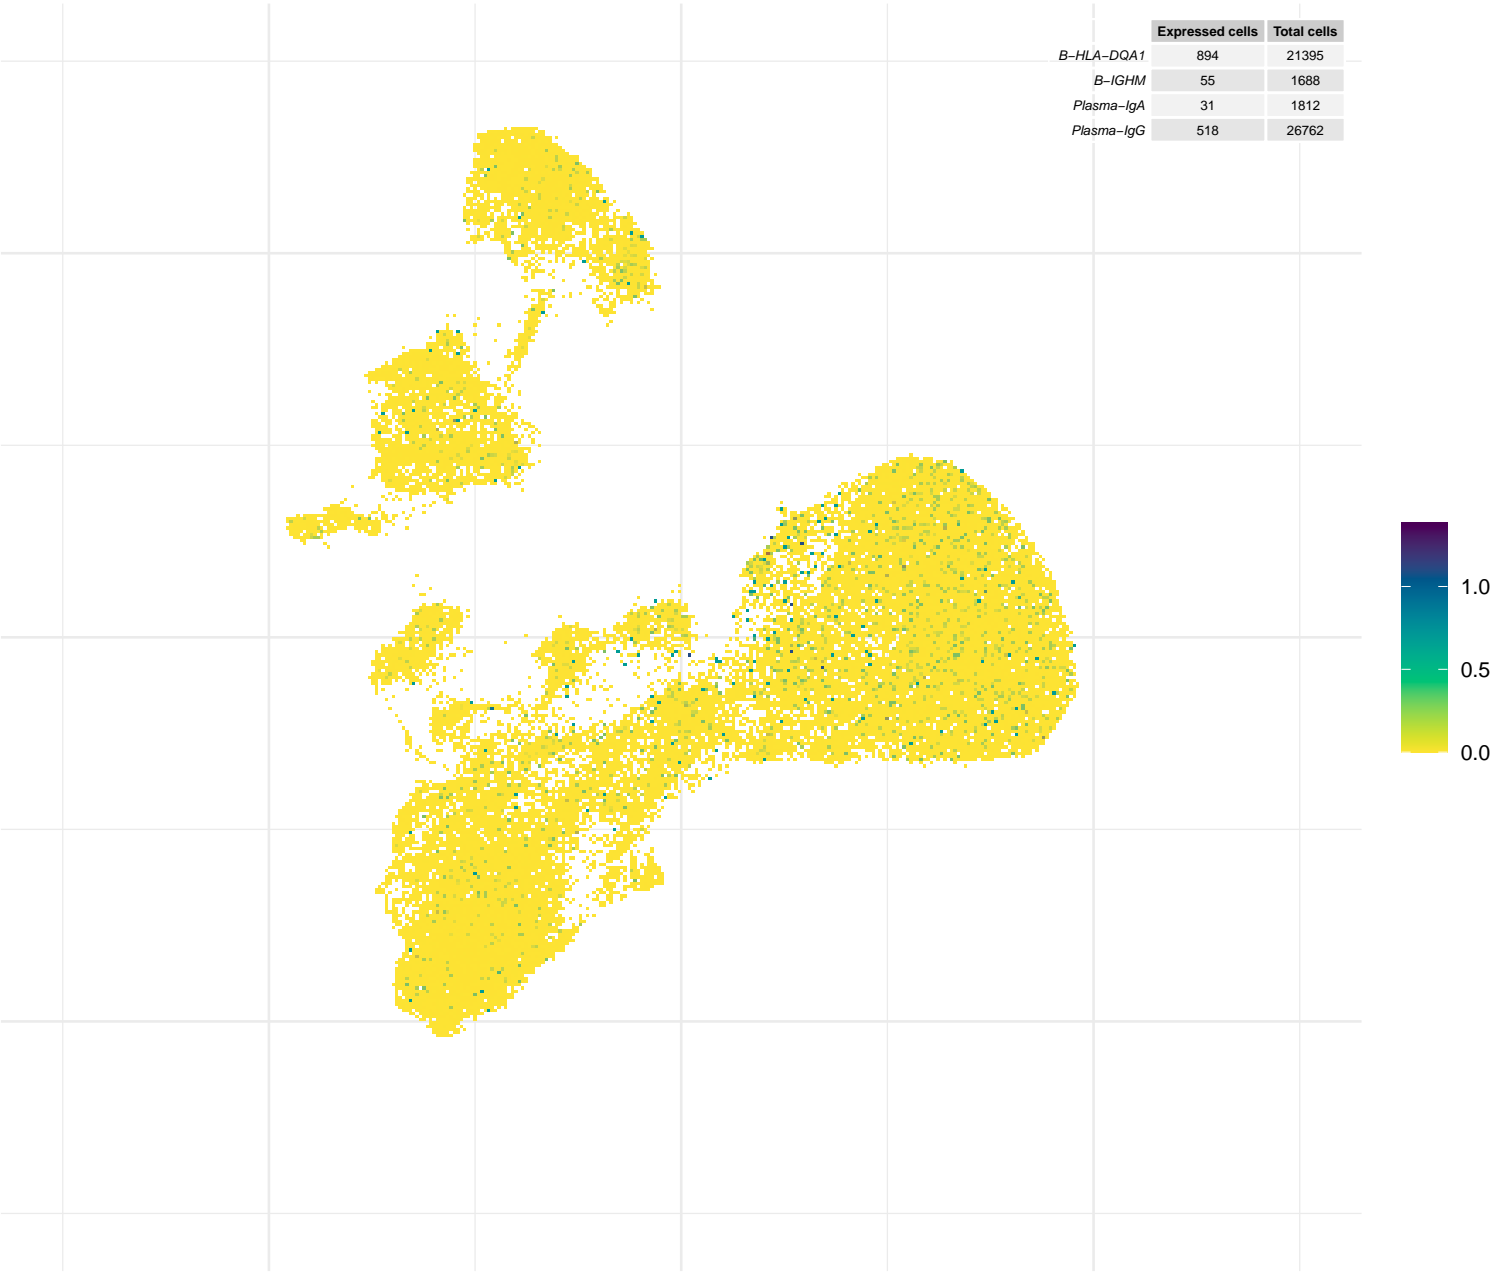 Expressed cells Total cells
B−HLA−DQA1 894 21395
B−IGHM 55 1688
Plasma−IgA 31 1812
Plasma−IgG 518 26762
1.0
0.5
0.0